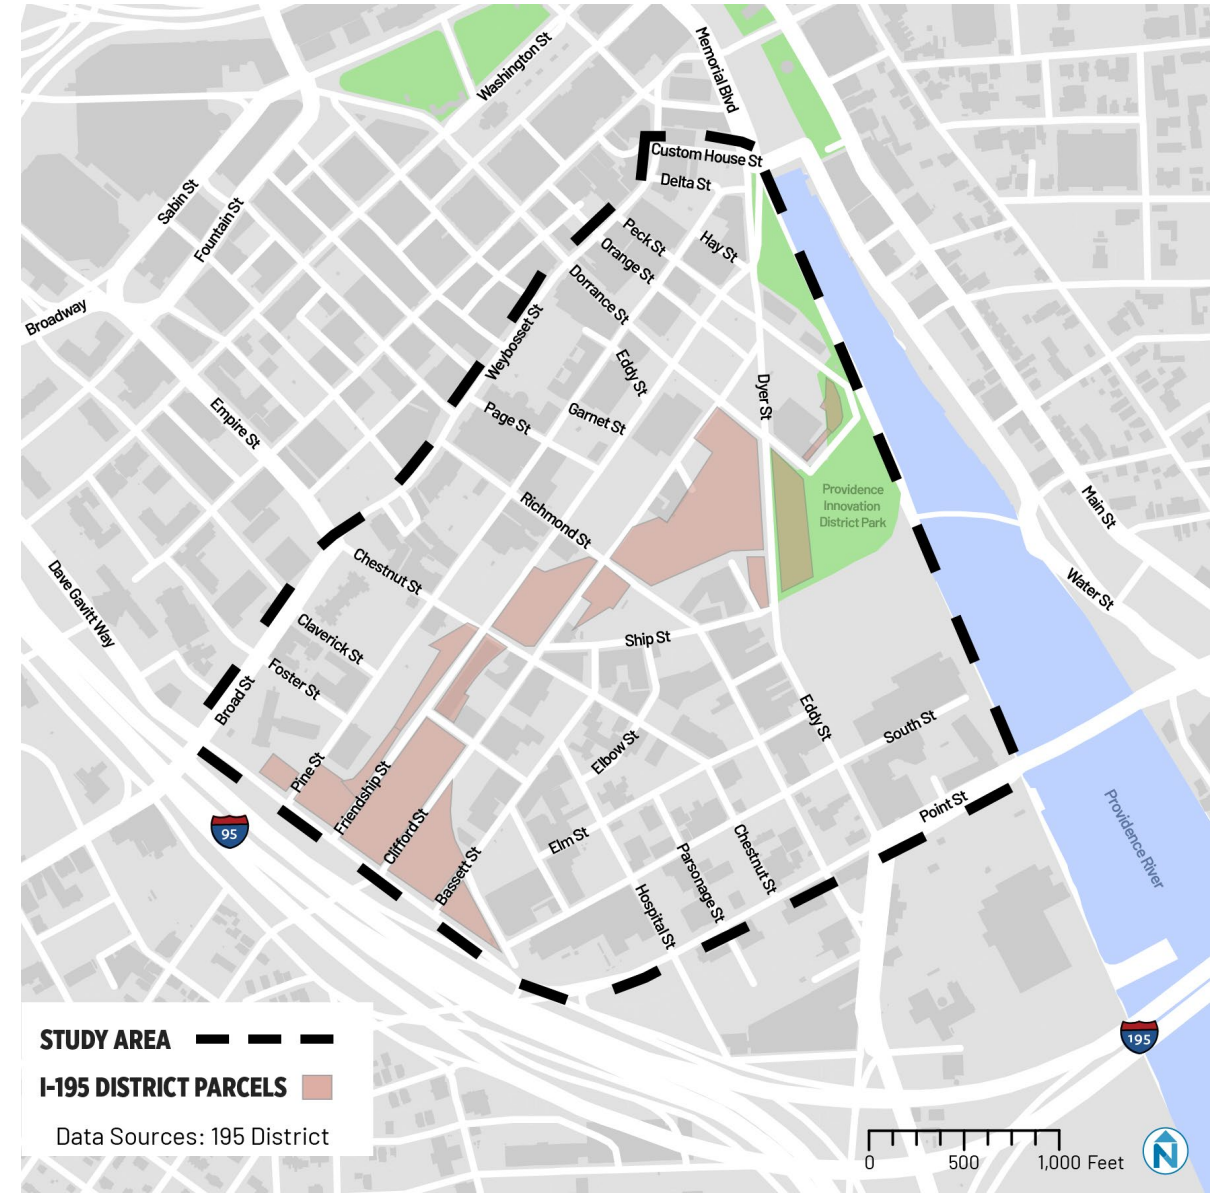 Washington St
Memorial Blvd
Custom House St
Delta St
Sabin St
Fountain St
Peck St
Hay St
Orange St
Dorrance St
Broadway
Weybosset St
Eddy St
Dyer St
Empire St
Page St
Garnet St
Providence
Innovation
District Park
Main St
Richmond St
Chestnut St
Dave Gavitt Way
Water St
Claverick St
Ship St
Foster St
Broad St
Eddy St
South St
Elbow St
Pine St
Friendship St
Point St
Providence River
95
Clifford St
Elm St
Chestnut St
Parsonage St
Bassett St
Hospital St
STUDY AREA
195
I-195 DISTRICT PARCELS
Data Sources: 195 District
0 500 1,000 Feet
N